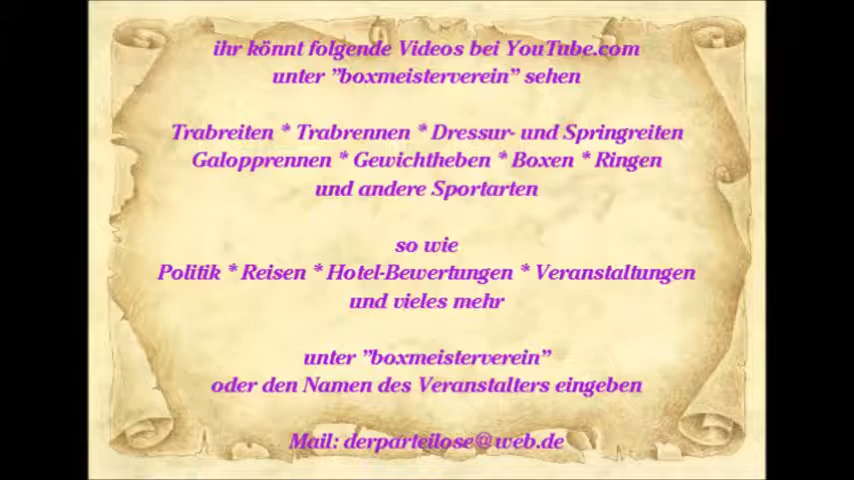 ihr könnt folgende Videos bei YouTube.com
unter "boxmeisterverein" sehen
Trabreiten * Trabrennen * Dressur- und Springreiten
Galopprennen * Gewichtheben * Boxen * Ringen
und andere Sportarten
so wie
Politik * Reisen * Hotel-Bewertungen * Veranstaltungen
und vieles mehr
unter "boxmeisterverein"
oder den Namen des Veranstalters eingeben
Mail: derparteilose@web.de